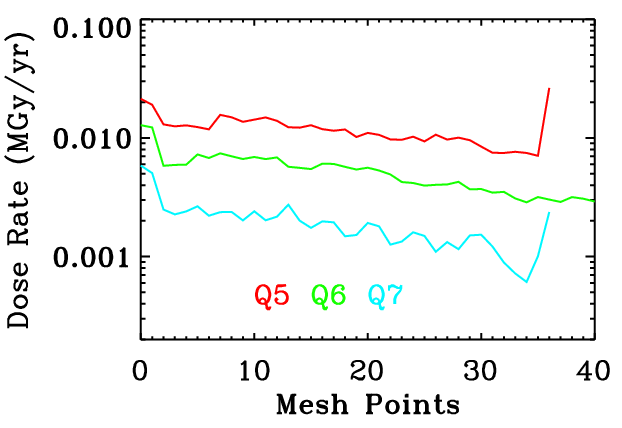 Dose Rate (MGy/yr)
0.100
0.010
0.001
Q5 Q6 Q7
0 10 20 30 40
Mesh Points